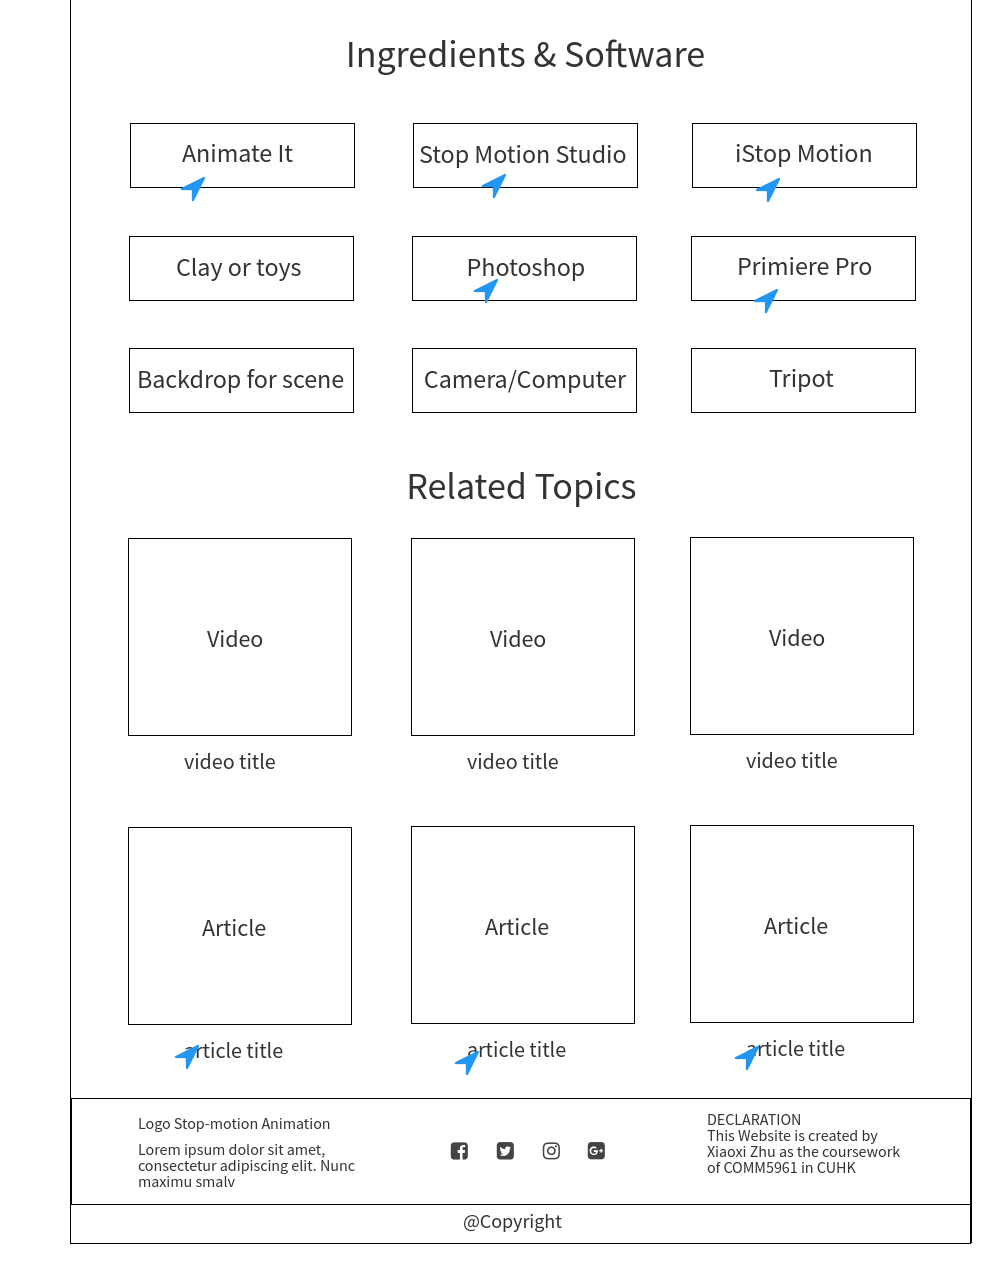 Ingredients & Software
Animate It
Stop Motion Studio
iStop Motion
Clay or toys
Photoshop
Primiere Pro
Backdrop for scene
Camera/Computer
Tripot
Related Topics
Video
Video
Video
video title
video title
video title
Article
Article
Article
article title
article title
article title
Logo Stop-motion Animation
Lorem ipsum dolor sit amet,
consectetur adipiscing elit. Nunc
maximu smalv
DECLARATION
This Website is created by
Xiaoxi Zhu as the coursework
of COMM5961 in CUHK
@Copyright